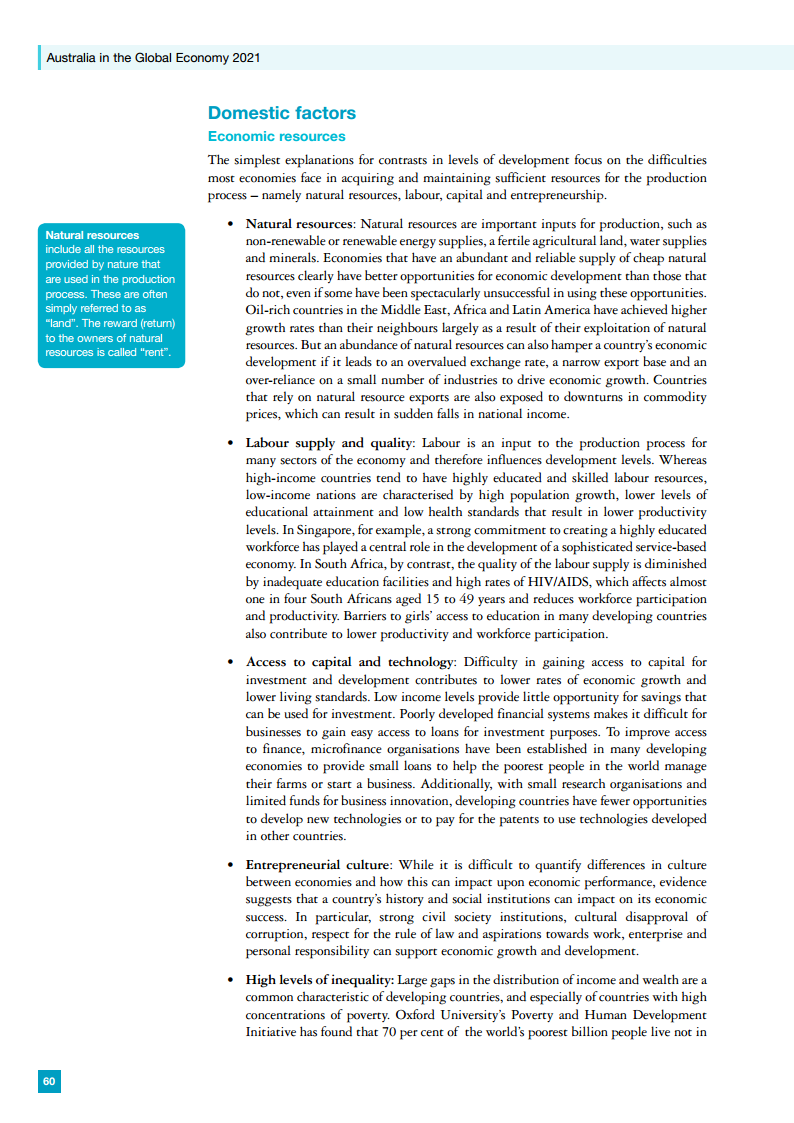 Australia in the Global Economy 2021
Domestic factors
Economic resources
The simplest explanations for contrasts in levels of development focus on the difficulties
most economies face in acquiring and maintaining sufficient resources for the production
process – namely natural resources, labour, capital and entrepreneurship.
• Natural resources: Natural resources are important inputs for production, such as
non-renewable or renewable energy supplies, a fertile agricultural land, water supplies
and minerals. Economies that have an abundant and reliable supply of cheap natural
resources clearly have better opportunities for economic development than those that
do not, even if some have been spectacularly unsuccessful in using these opportunities.
Oil-rich countries in the Middle East, Africa and Latin America have achieved higher
growth rates than their neighbours largely as a result of their exploitation of natural
resources. But an abundance of natural resources can also hamper a country's economic
development if it leads to an overvalued exchange rate, a narrow export base and an
over-reliance on a small number of industries to drive economic growth. Countries
that rely on natural resource exports are also exposed to downturns in commodity
prices, which can result in sudden falls in national income.
Natural resources
include all the resources
provided by nature that
are used in the production
process. These are often
simply referred to as
“land”. The reward (return)
to the owners of natural
resources is called “rent”.
• Labour supply and quality: Labour is an input to the production process for
many sectors of the economy and therefore influences development levels. Whereas
high-income countries tend to have highly educated and skilled labour resources,
low-income nations are characterised by high population growth, lower levels of
educational attainment and low health standards that result in lower productivity
levels. In Singapore, for example, a strong commitment to creating a highly educated
workforce has played a central role in the development of a sophisticated service-based
economy. In South Africa, by contrast, the quality of the labour supply is diminished
by inadequate education facilities and high rates of HIV/AIDS, which affects almost
one in four South Africans aged 15 to 49 years and reduces workforce participation
and productivity. Barriers to girls' access to education in many developing countries
also contribute to lower productivity and workforce participation.
• Access to capital and technology: Difficulty in gaining access to capital for
investment and development contributes to lower rates of economic growth and
lower living standards. Low income levels provide little opportunity for savings that
can be used for investment. Poorly developed financial systems makes it difficult for
businesses to gain easy access to loans for investment purposes. To improve access
to finance, microfinance organisations have been established in many developing
economies to provide small loans to help the poorest people in the world manage
their farms or start a business. Additionally, with small research organisations and
limited funds for business innovation, developing countries have fewer opportunities
to develop new technologies or to pay for the patents to use technologies developed
in other countries.
• Entrepreneurial culture: While it is difficult to quantify differences in culture
between economies and how this can impact upon economic performance, evidence
suggests that a country's history and social institutions can impact on its economic
success. In particular, strong civil society institutions, cultural disapproval of
corruption, respect for the rule of law and aspirations towards work, enterprise and
personal responsibility can support economic growth and development.
• High levels of inequality: Large gaps in the distribution of income and wealth are a
common characteristic of developing countries, and especially of countries with high
concentrations of poverty. Oxford University's Poverty and Human Development
Initiative has found that 70 per cent of the world's poorest billion people live not in
60